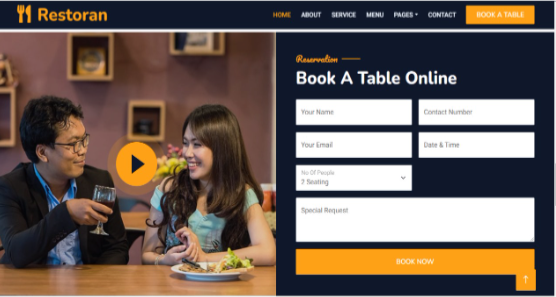 Restoran
HOME ABOUT SERVICE MENU PAGES CONTACT BOOK A TABLE
Reservation
Book A Table Online
Your Name Contact Number
Your Email Date & Time
No Of People
2 Seating
Special Request
BOOK NOW